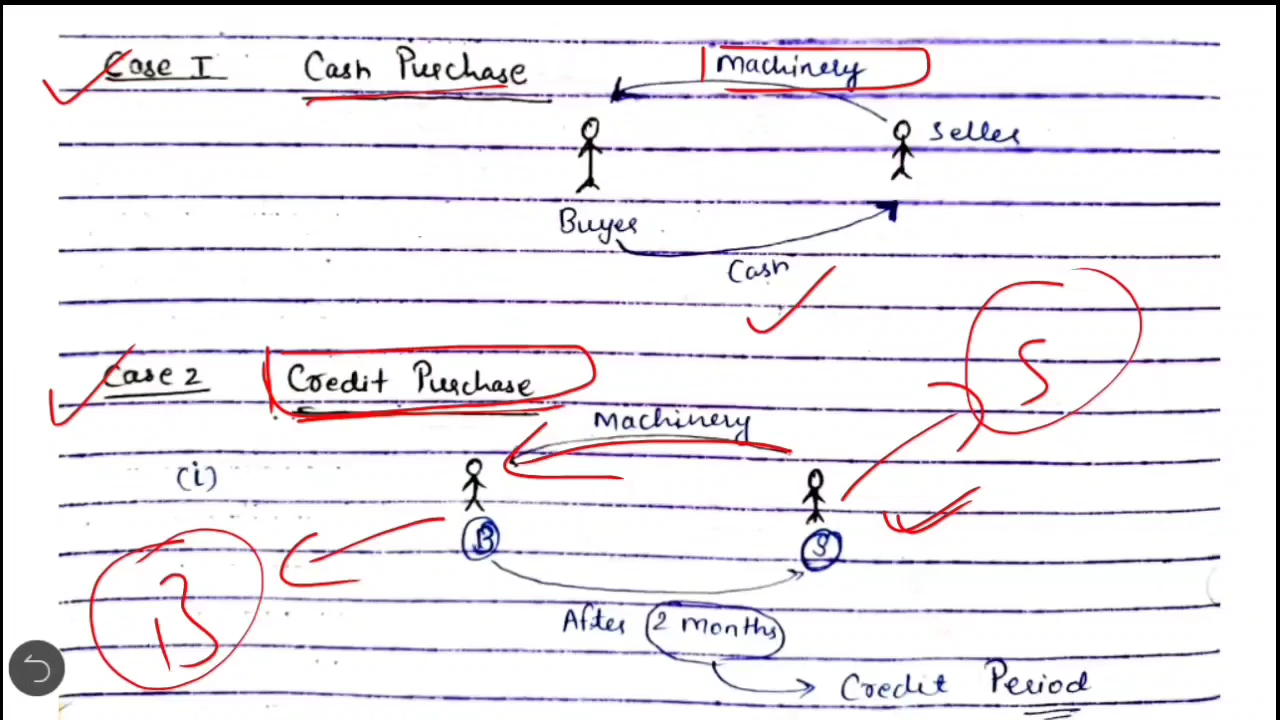 Case I Cash Purchase Machinery
Seller
Buyer
Cash
S
Case 2 Credit Purchase
Machinery
(i)
B S
B
After 2 months
Credit Period